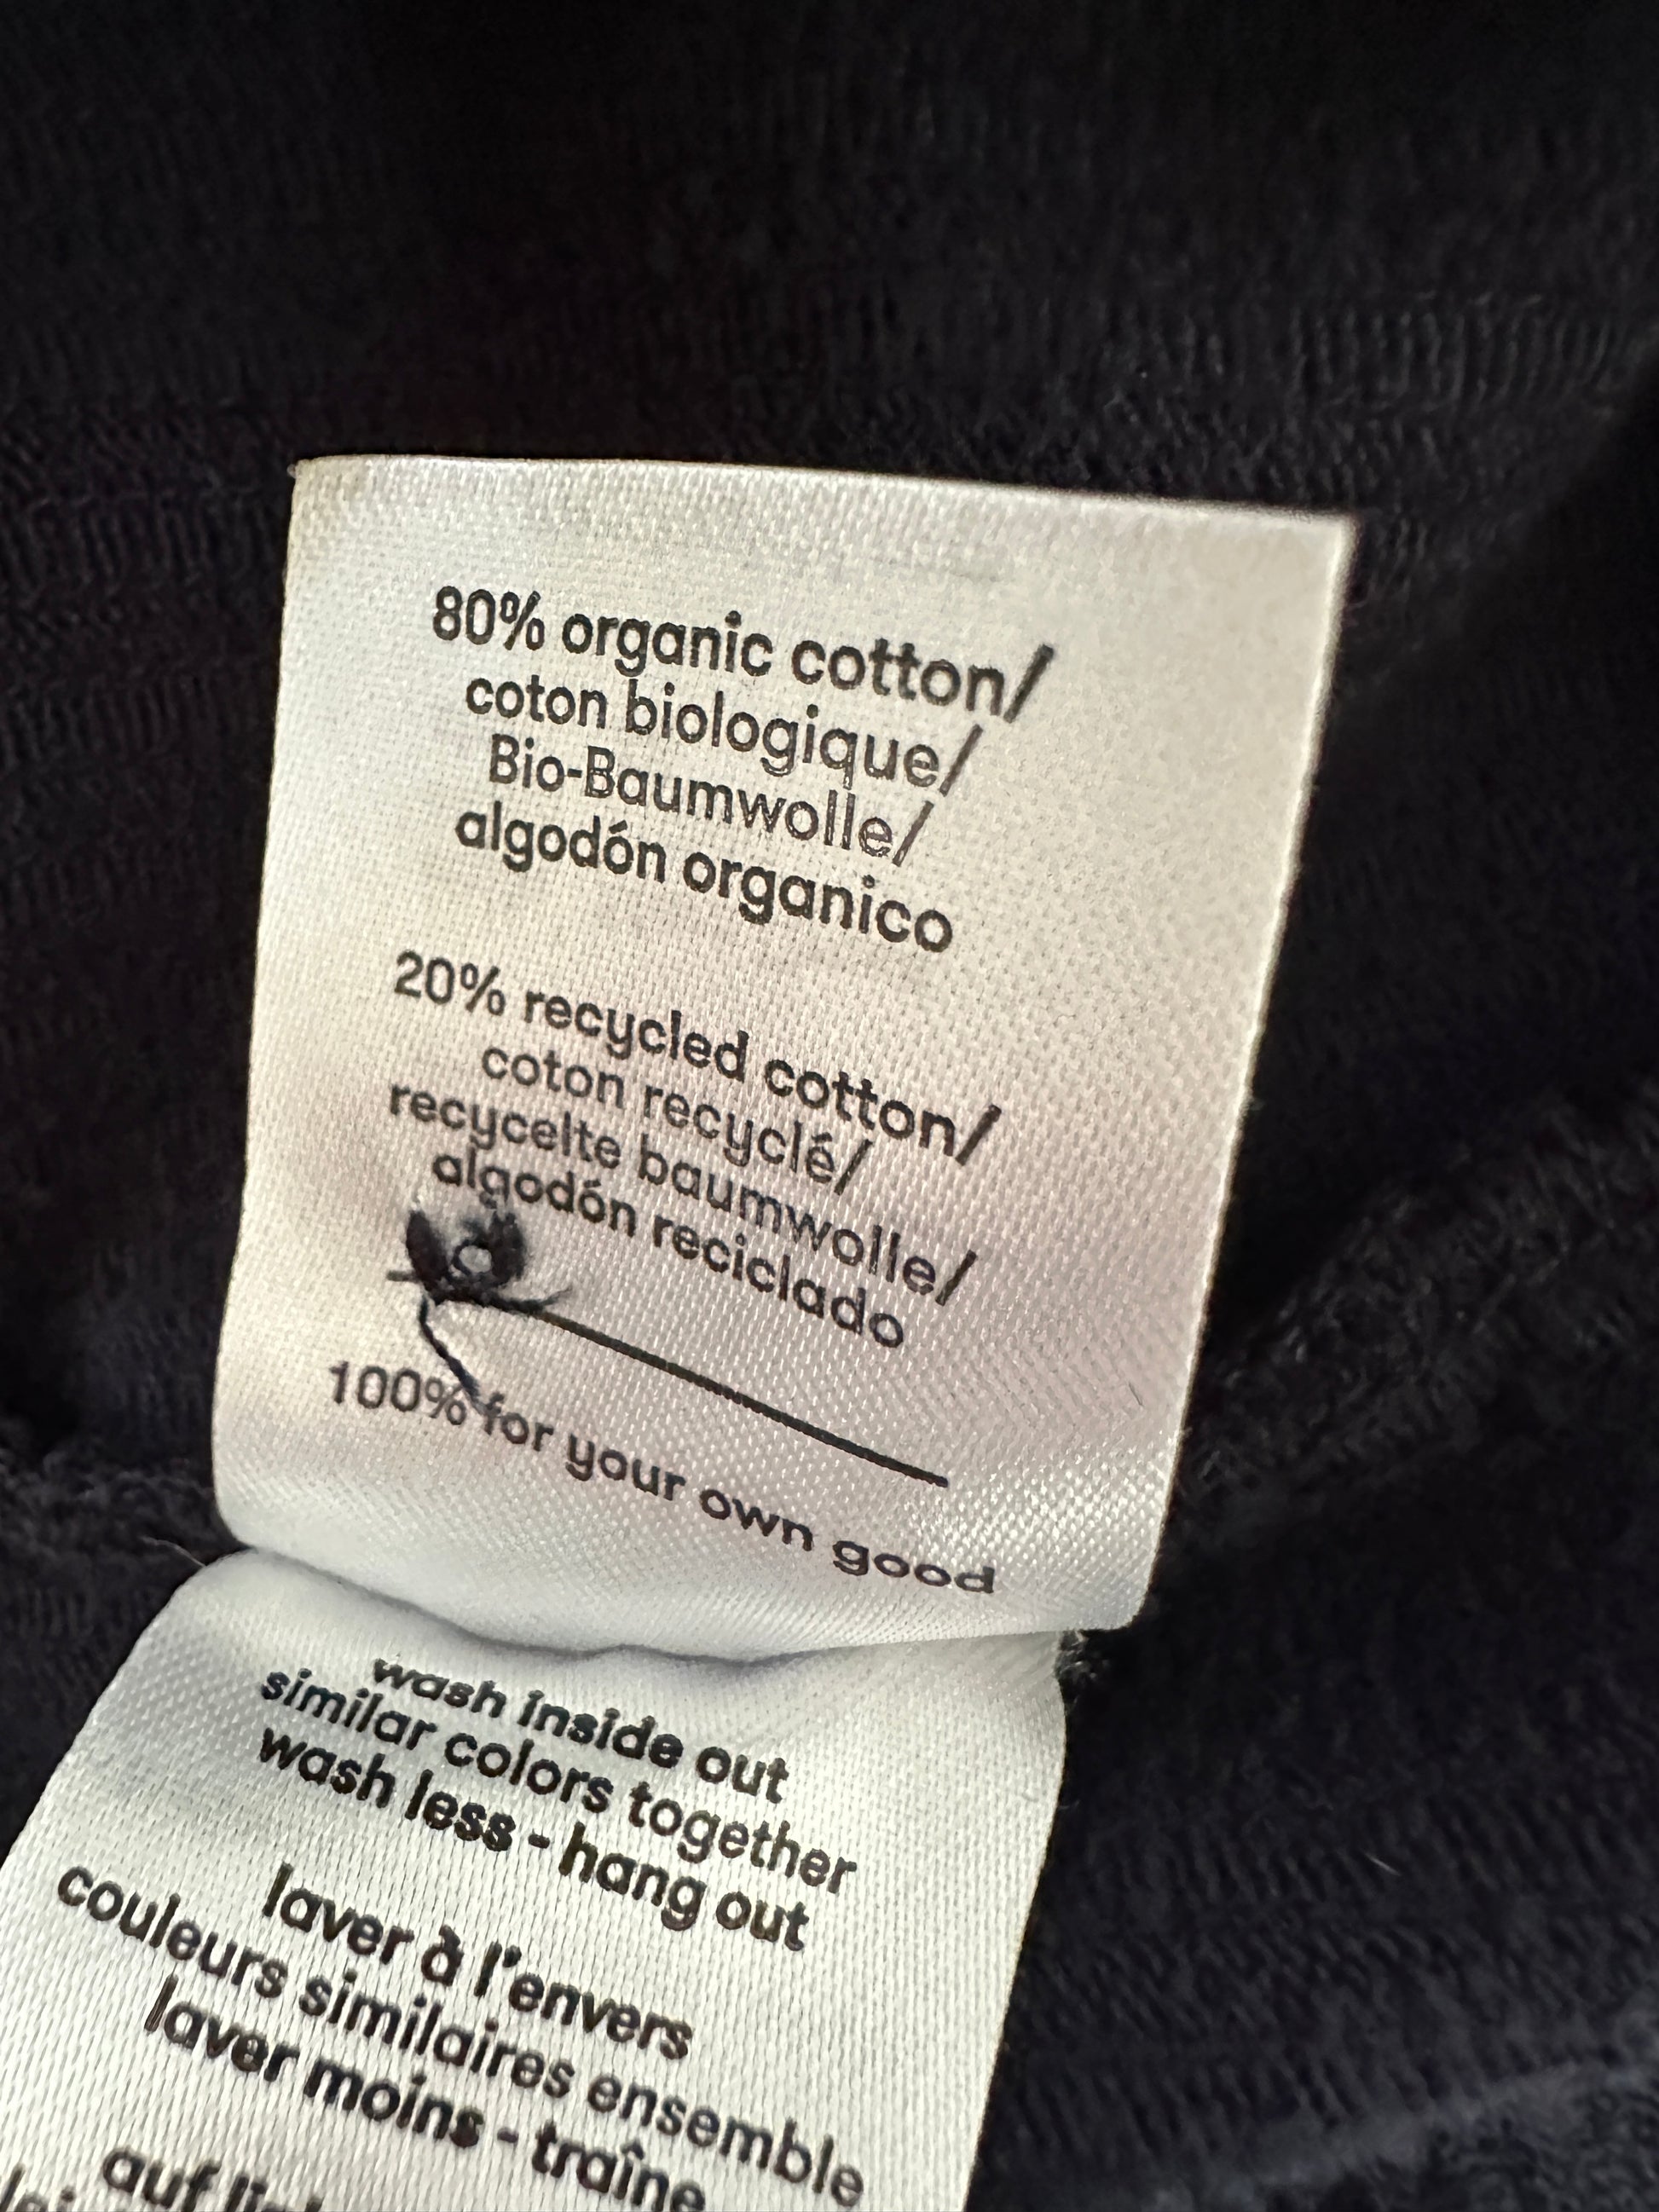 80% organic cotton/
coton biologique/
Bio-Baumwolle/
algodón organico
20% recycled cotton/
coton recyclé/
recycelte baumwolle/
algodón reciclado
100% for your own good
wash inside out
similar colors together
wash less - hang out
laver à l'envers
couleurs similaires ensemble
laver moins - traîne
auf